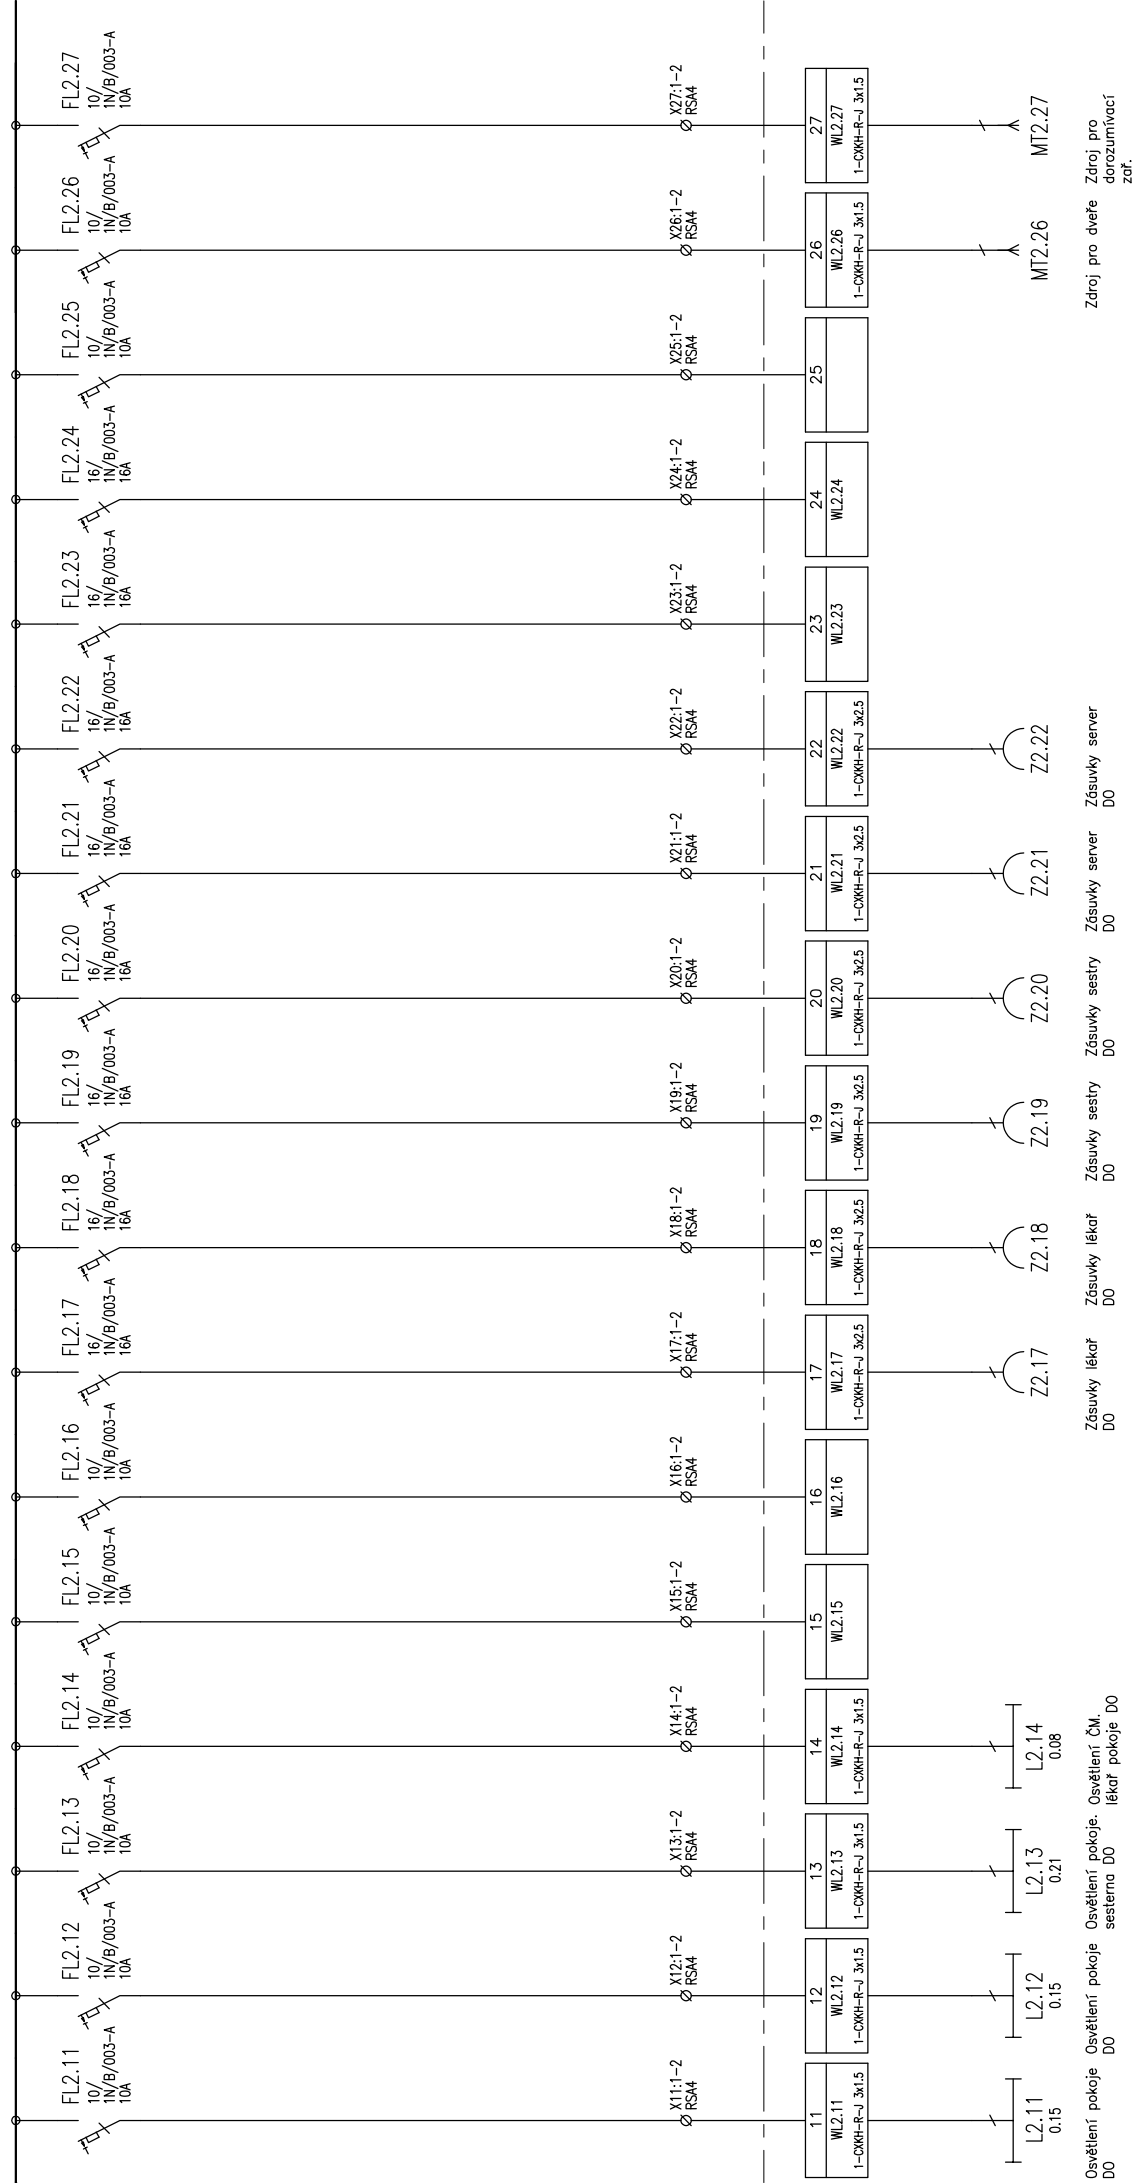 FL2.11
10/
1N/B/003-A
10A
X11:1-2
RSA4
11
WL2.11
1-CXKH-R-J 3x1.5
L2.11
0.15
Osvětlení pokoje
DO
FL2.12
10/
1N/B/003-A
10A
X12:1-2
RSA4
12
WL2.12
1-CXKH-R-J 3x1.5
L2.12
0.15
Osvětlení pokoje
DO
FL2.13
10/
1N/B/003-A
10A
X13:1-2
RSA4
13
WL2.13
1-CXKH-R-J 3x1.5
L2.13
0.21
Osvětlení pokoje.
sesterna DO
FL2.14
10/
1N/B/003-A
10A
X14:1-2
RSA4
14
WL2.14
1-CXKH-R-J 3x1.5
L2.14
0.08
Osvětlení ČM.
lékař pokoje DO
FL2.15
10/
1N/B/003-A
10A
X15:1-2
RSA4
15
WL2.15
FL2.16
10/
1N/B/003-A
10A
X16:1-2
RSA4
16
WL2.16
FL2.17
16/
1N/B/003-A
16A
X17:1-2
RSA4
17
WL2.17
1-CXKH-R-J 3x2.5
Z2.17
Zásuvky lékař
DO
FL2.18
16/
1N/B/003-A
16A
X18:1-2
RSA4
18
WL2.18
1-CXKH-R-J 3x2.5
Z2.18
Zásuvky lékař
DO
FL2.19
16/
1N/B/003-A
16A
X19:1-2
RSA4
19
WL2.19
1-CXKH-R-J 3x2.5
Z2.19
Zásuvky sestry
DO
FL2.20
16/
1N/B/003-A
16A
X20:1-2
RSA4
20
WL2.20
1-CXKH-R-J 3x2.5
Z2.20
Zásuvky sestry
DO
FL2.21
16/
1N/B/003-A
16A
X21:1-2
RSA4
21
WL2.21
1-CXKH-R-J 3x2.5
Z2.21
Zásuvky server
DO
FL2.22
16/
1N/B/003-A
16A
X22:1-2
RSA4
22
WL2.22
1-CXKH-R-J 3x2.5
Z2.22
Zásuvky server
DO
FL2.23
16/
1N/B/003-A
16A
X23:1-2
RSA4
23
WL2.23
FL2.24
16/
1N/B/003-A
16A
X24:1-2
RSA4
24
WL2.24
FL2.25
10/
1N/B/003-A
10A
X25:1-2
RSA4
25
FL2.26
10/
1N/B/003-A
10A
X26:1-2
RSA4
26
WL2.26
1-CXKH-R-J 3x1.5
MT2.26
Zdroj pro dveře
FL2.27
10/
1N/B/003-A
10A
X27:1-2
RSA4
27
WL2.27
1-CXKH-R-J 3x1.5
MT2.27
Zdroj pro
dorozumívací
zař.